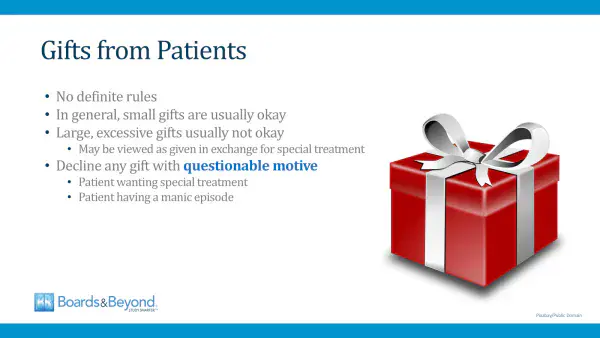 Gifts from Patients
• No definite rules
• In general, small gifts are usually okay
• Large, excessive gifts usually not okay
• May be viewed as given in exchange for special treatment
• Decline any gift with questionable motive
• Patient wanting special treatment
• Patient having a manic episode
Boards&Beyond.
Pixabay/Public Domain